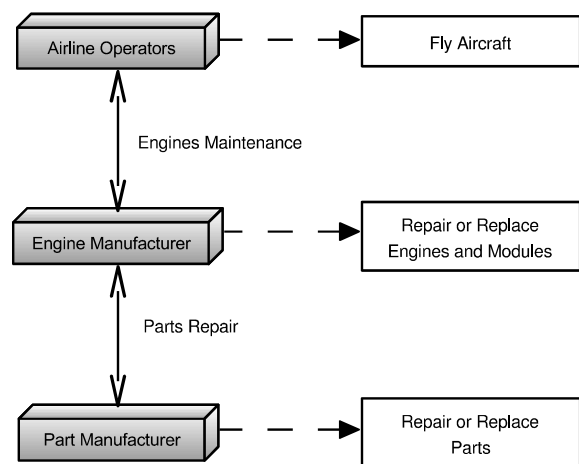 Airline Operators
Fly Aircraft
Engines Maintenance
Engine Manufacturer
Repair or Replace
Engines and Modules
Parts Repair
Part Manufacturer
Repair or Replace
Parts